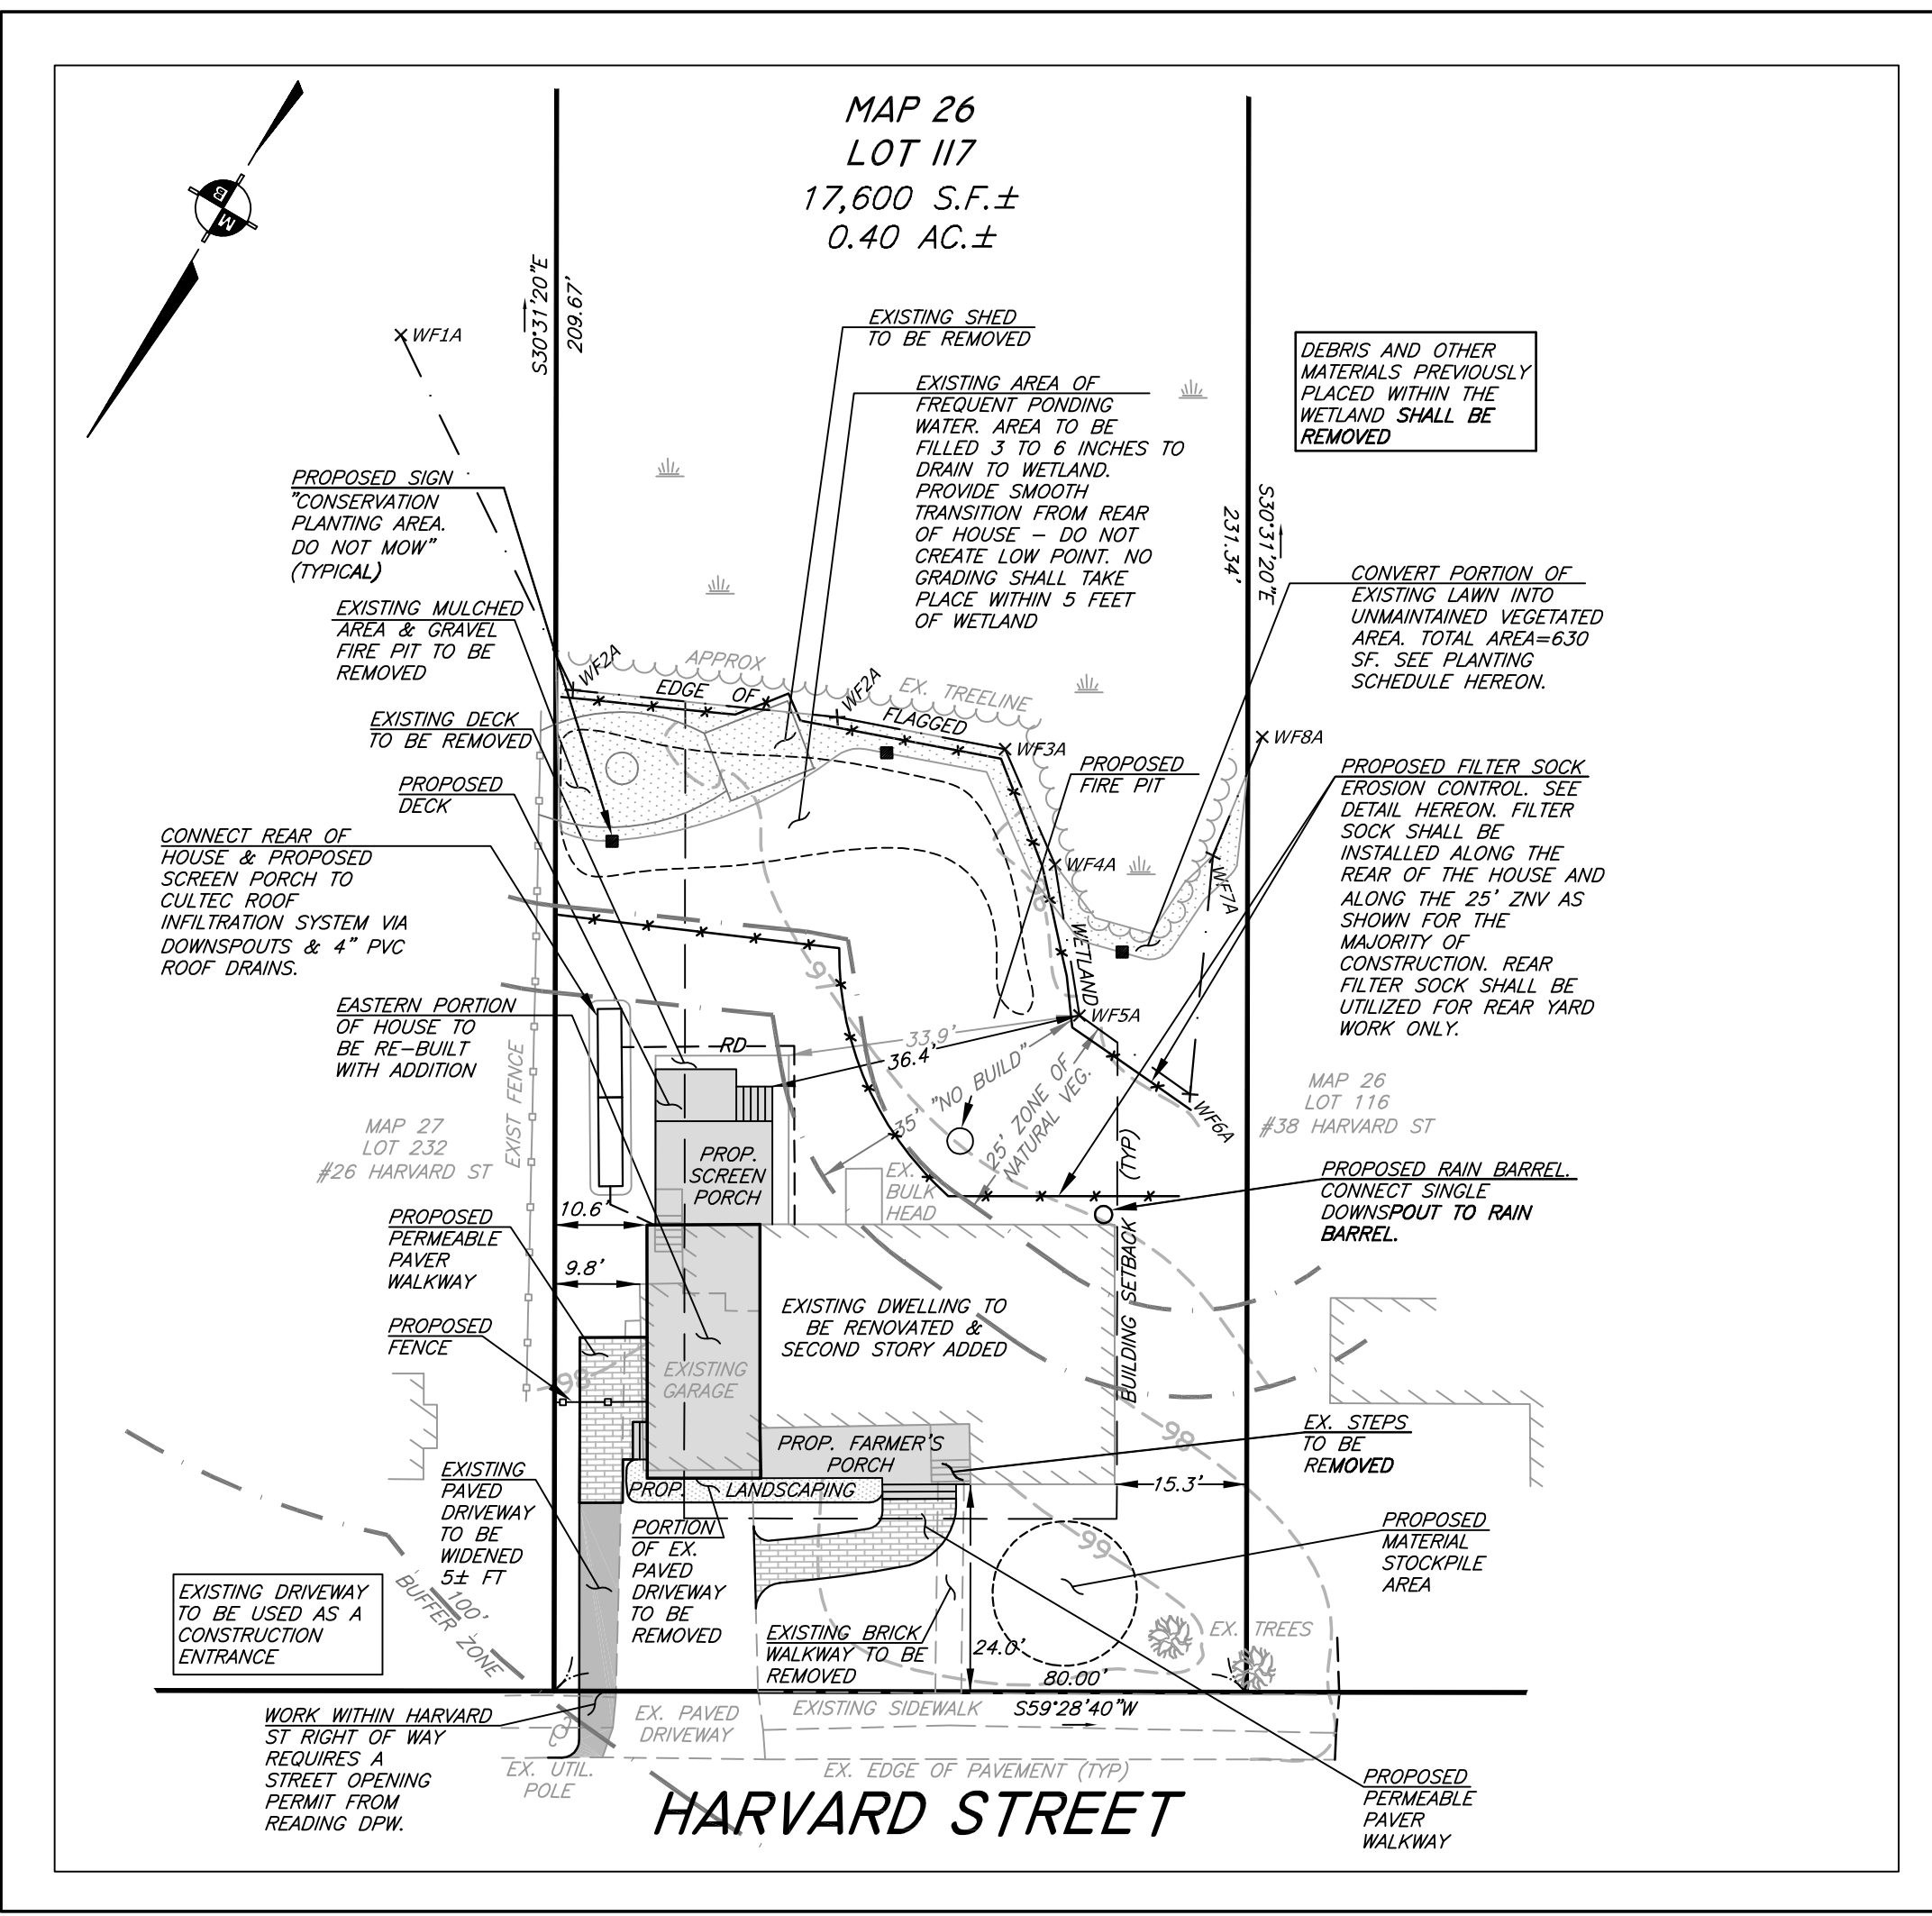 MAP 26
LOT 117
17,600 S.F.±
0.40 AC.±
B
M
S30°31'20"E
209.67'
WF1A
EXISTING SHED
TO BE REMOVED
EXISTING AREA OF
FREQUENT PONDING
WATER. AREA TO BE
FILLED 3 TO 6 INCHES TO
DRAIN TO WETLAND.
PROVIDE SMOOTH
TRANSITION FROM REAR
OF HOUSE – DO NOT
CREATE LOW POINT. NO
GRADING SHALL TAKE
PLACE WITHIN 5 FEET
OF WETLAND
DEBRIS AND OTHER
MATERIALS PREVIOUSLY
PLACED WITHIN THE
WETLAND SHALL BE
REMOVED
S30°31'20"E
231.34'
PROPOSED SIGN
"CONSERVATION
PLANTING AREA.
DO NOT MOW"
(TYPICAL)
EXISTING MULCHED
AREA & GRAVEL
FIRE PIT TO BE
REMOVED
EXISTING DECK
TO BE REMOVED
PROPOSED
DECK
CONNECT REAR OF
HOUSE & PROPOSED
SCREEN PORCH TO
CULTEC ROOF
INFILTRATION SYSTEM VIA
DOWNSPOUTS & 4" PVC
ROOF DRAINS.
EASTERN PORTION
OF HOUSE TO
BE RE-BUILT
WITH ADDITION
CONVERT PORTION OF
EXISTING LAWN INTO
UNMAINTAINED VEGETATED
AREA. TOTAL AREA=630
SF. SEE PLANTING
SCHEDULE HEREON.
WF2A
APPROX
EDGE OF
WF2A
EX. TREELINE
FLAGGED
WF3A
WF8A
PROPOSED
FIRE PIT
WF4A
WF7A
WETLAND
WF5A
WF6A
PROPOSED FILTER SOCK
EROSION CONTROL. SEE
DETAIL HEREON. FILTER
SOCK SHALL BE
INSTALLED ALONG THE
REAR OF THE HOUSE AND
ALONG THE 25' ZNV AS
SHOWN FOR THE
MAJORITY OF
CONSTRUCTION. REAR
FILTER SOCK SHALL BE
UTILIZED FOR REAR YARD
WORK ONLY.
98
97
RD
33.9'
36.4'
35' "NO BUILD"
25' ZONE OF
NATURAL VEG.
EXIST FENCE
MAP 27
LOT 232
#26 HARVARD ST
MAP 26
LOT 116
#38 HARVARD ST
PROP.
SCREEN
PORCH
EX.
BULK
HEAD
BUILDING SETBACK (TYP)
PROPOSED RAIN BARREL.
CONNECT SINGLE
DOWNSPOUT TO RAIN
BARREL.
10.6'
9.8'
PROPOSED
PERMEABLE
PAVER
WALKWAY
PROPOSED
FENCE
98
EXISTING DWELLING TO
BE RENOVATED &
SECOND STORY ADDED
EXISTING
GARAGE
PROP. FARMER'S
PORCH
PROP. LANDSCAPING
EX. STEPS
TO BE
REMOVED
98
15.3'
EXISTING
PAVED
DRIVEWAY
TO BE
WIDENED
5± FT
PORTION
OF EX.
PAVED
DRIVEWAY
TO BE
REMOVED
99
PROPOSED
MATERIAL
STOCKPILE
AREA
100'
BUFFER ZONE
EXISTING DRIVEWAY
TO BE USED AS A
CONSTRUCTION
ENTRANCE
EXISTING BRICK
WALKWAY TO BE
REMOVED
24.0'
EX. TREES
80.00'
S59°28'40"W
WORK WITHIN HARVARD
ST RIGHT OF WAY
REQUIRES A
STREET OPENING
PERMIT FROM
READING DPW.
EX. PAVED
DRIVEWAY
EXISTING SIDEWALK
EX. UTIL.
POLE
EX. EDGE OF PAVEMENT (TYP)
HARVARD STREET
PROPOSED
PERMEABLE
PAVER
WALKWAY